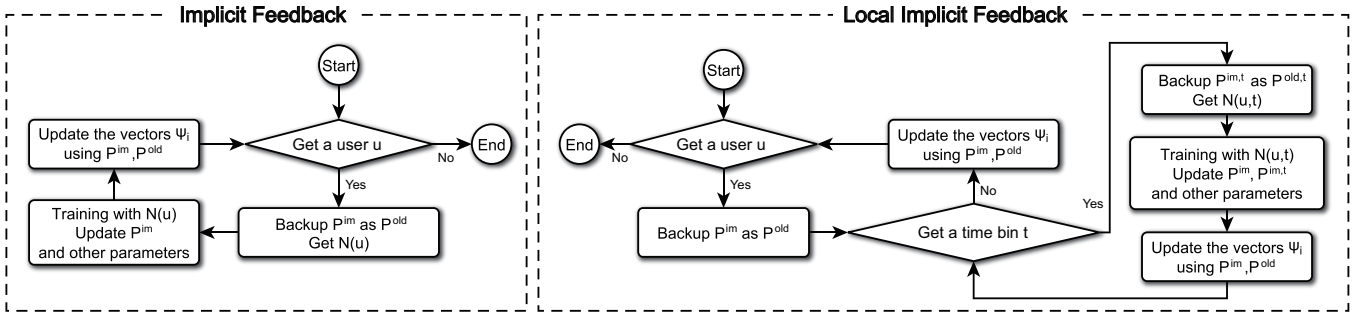 Implicit Feedback
Start
Get a user u
No
End
Yes
Backup Pⁱᵐ as Pᵒˡᵈ
Get N(u)
Training with N(u)
Update Pⁱᵐ
and other parameters
Update the vectors Ψᵢ
using Pⁱᵐ,Pᵒˡᵈ
Local Implicit Feedback
Start
Get a user u
No
End
Yes
Backup Pⁱᵐ as Pᵒˡᵈ
Get a time bin t
No
Update the vectors Ψᵢ
using Pⁱᵐ,Pᵒˡᵈ
Yes
Backup Pⁱᵐ,ᵗ as Pᵒˡᵈ,ᵗ
Get N(u,t)
Training with N(u,t)
Update Pⁱᵐ, Pⁱᵐ,ᵗ
and other parameters
Update the vectors Ψᵢ
using Pⁱᵐ,Pᵒˡᵈ